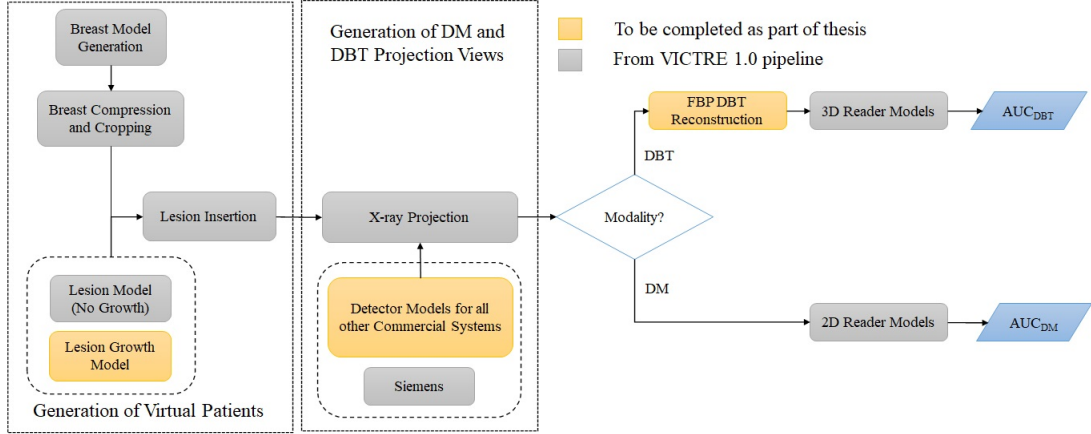 Breast Model
Generation
Breast Compression
and Cropping
Lesion Insertion
Lesion Model
(No Growth)
Lesion Growth
Model
Generation of Virtual Patients
Generation of DM and
DBT Projection Views
X-ray Projection
Detector Models for all
other Commercial Systems
Siemens
To be completed as part of thesis
From VICTRE 1.0 pipeline
Modality?
DBT
FBP DBT
Reconstruction
3D Reader Models
AUCDBT
DM
2D Reader Models
AUCDM